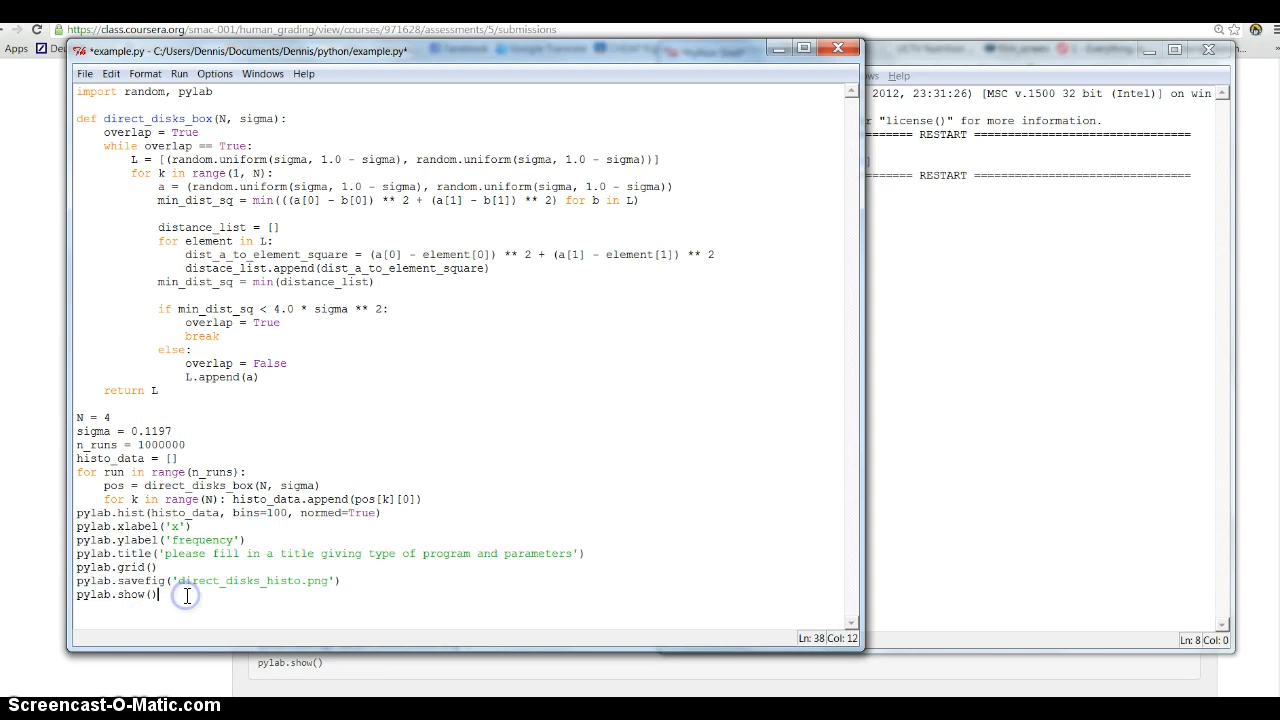 https://class.coursera.org/smac-001/human_grading/view/courses/971628/assessments/5/submissions
Apps
*example.py - C:/Users/Dennis/Documents/Dennis/python/example.py*
File Edit Format Run Options Windows Help
import random, pylab
def direct_disks_box(N, sigma):
overlap = True
while overlap == True:
L = [(random.uniform(sigma, 1.0 - sigma), random.uniform(sigma, 1.0 - sigma))]
for k in range(1, N):
a = (random.uniform(sigma, 1.0 - sigma), random.uniform(sigma, 1.0 - sigma))
min_dist_sq = min(((a[0] - b[0]) ** 2 + (a[1] - b[1]) ** 2) for b in L)
distance_list = []
for element in L:
dist_a_to_element_square = (a[0] - element[0]) ** 2 + (a[1] - element[1]) ** 2
distace_list.append(dist_a_to_element_square)
min_dist_sq = min(distance_list)
if min_dist_sq < 4.0 * sigma ** 2:
overlap = True
break
else:
overlap = False
L.append(a)
return L
N = 4
sigma = 0.1197
n_runs = 1000000
histo_data = []
for run in range(n_runs):
pos = direct_disks_box(N, sigma)
for k in range(N): histo_data.append(pos[k][0])
pylab.hist(histo_data, bins=100, normed=True)
pylab.xlabel('x')
pylab.ylabel('frequency')
pylab.title('please fill in a title giving type of program and parameters')
pylab.grid()
pylab.savefig('direct_disks_histo.png')
pylab.show()
Ln: 38 Col: 12
ows Help
2012, 23:31:26) [MSC v.1500 32 bit (Intel)] on win
"license()" for more information.
======= RESTART ================================
======= RESTART ================================
Ln: 8 Col: 0
pylab.show()
Screencast-O-Matic.com